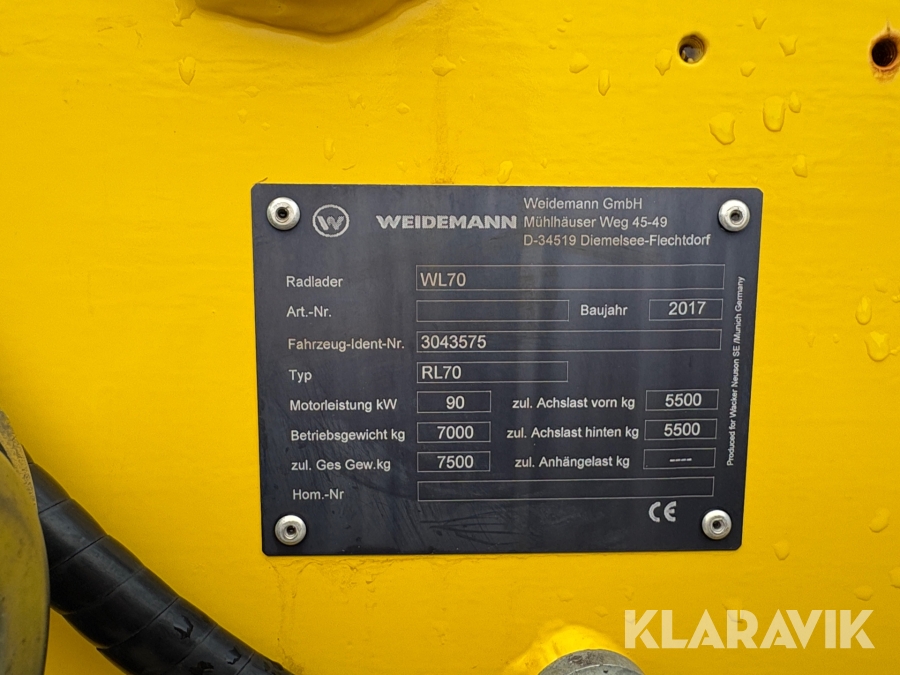 W WEIDEMANN
Weidemann GmbH
Mühlhäuser Weg 45-49
D-34519 Diemelsee-Flechtdorf
Radlader WL70
Art.-Nr. Baujahr 2017
Fahrzeug-Ident-Nr. 3043575
Typ RL70
Motorleistung kW 90 zul. Achslast vorn kg 5500
Betriebsgewicht kg 7000 zul. Achslast hinten kg 5500
zul. Ges Gew.kg 7500 zul. Anhängelast kg ----
Hom.-Nr
CE
Produced for Wacker Neuson SE /Munich Germany
KLARAVIK